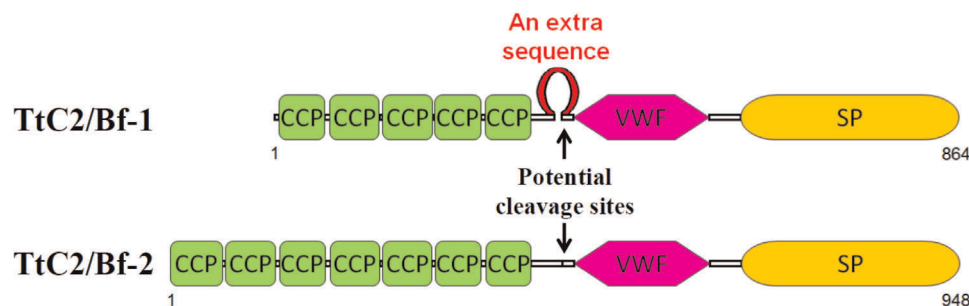 An extra
sequence
TtC2/Bf-1 CCP CCP CCP CCP CCP VWF SP
1 864
Potential
cleavage sites
TtC2/Bf-2 CCP CCP CCP CCP CCP CCP CCP VWF SP
1 948